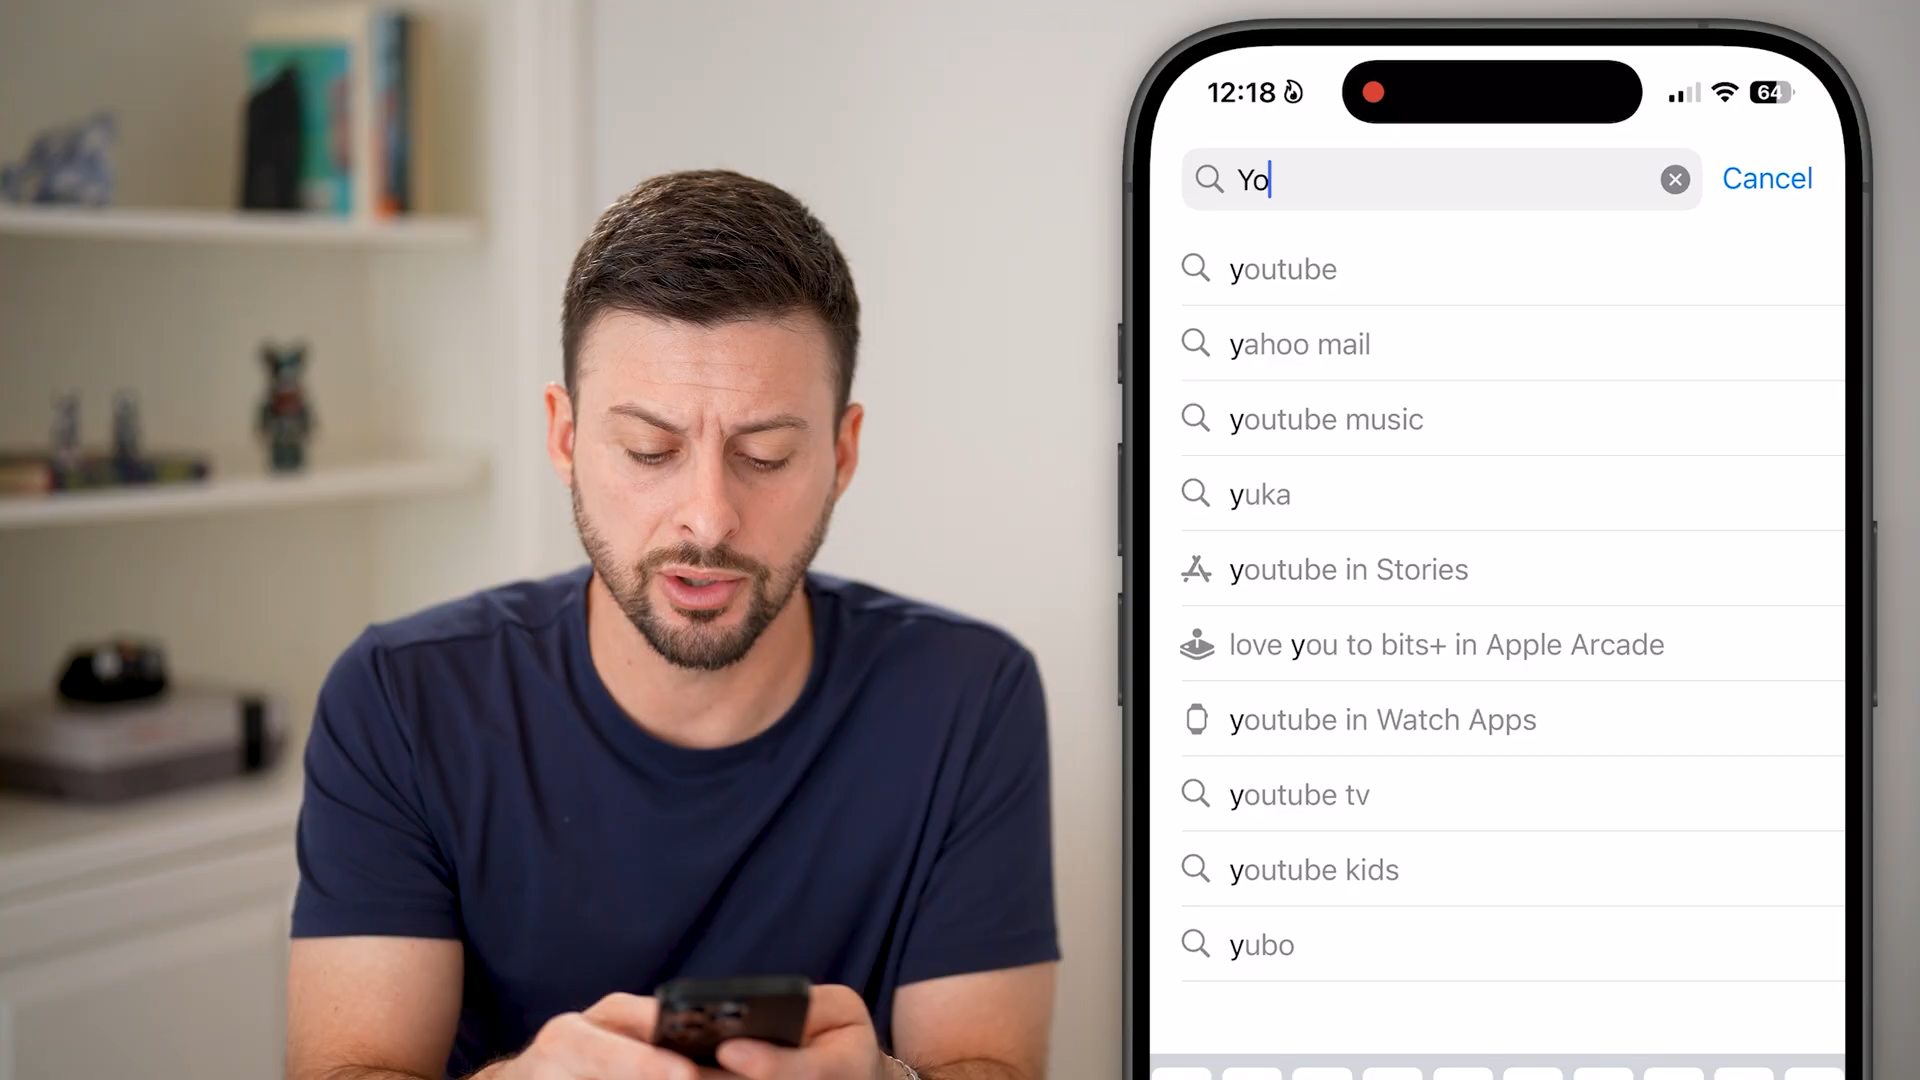 12:18
64
Yo
Cancel
youtube
yahoo mail
youtube music
yuka
youtube in Stories
love you to bits+ in Apple Arcade
youtube in Watch Apps
youtube tv
youtube kids
yubo